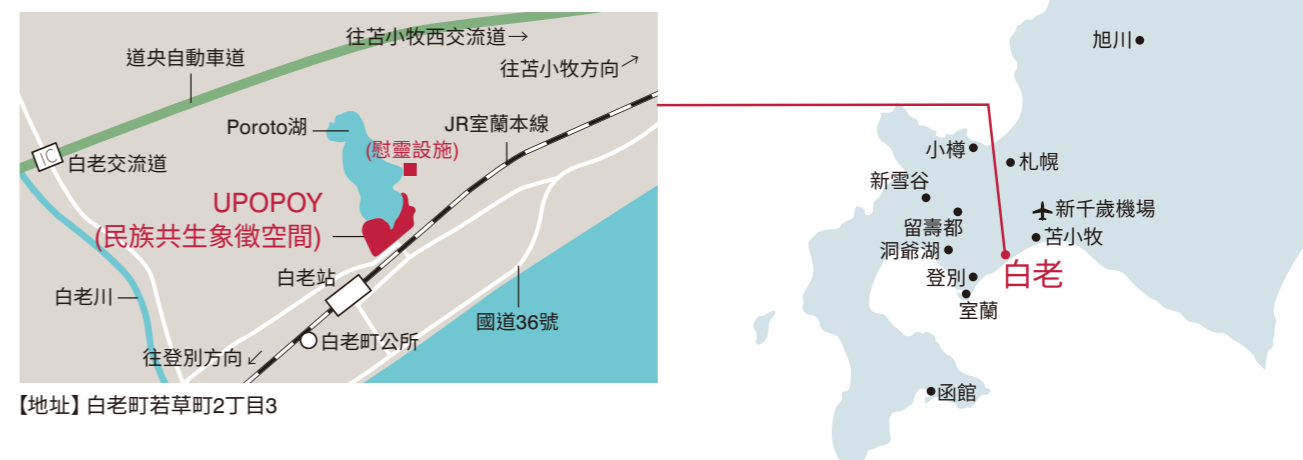 往苫小牧西交流道→
道央自動車道
往苫小牧方向↗
Poroto湖
JR室蘭本線
(慰靈設施)
IC
白老交流道
UPOPOY
(民族共生象徵空間)
白老站
白老川
國道36號
白老町公所
往登別方向↙
【地址】白老町若草町2丁目3
旭川
小樽
札幌
新雪谷
留壽都
新千歲機場
苫小牧
洞爺湖
白老
登別
室蘭
函館